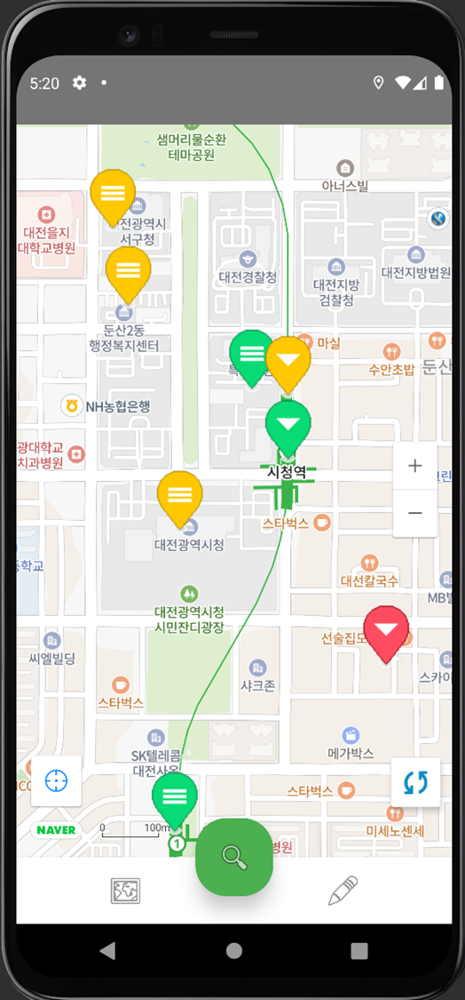 5:20
샘머리물순환
테마공원
아너스빌
전광역시
서구청
대전을지
대학교병원
대전경찰청
대전지방
검찰청
대전지방법원
둔산2동
행정복지센터
마실
수안초밥
둔산
NH농협은행
광대학교
치과병원
시청역
+
−
스타벅스
대전광역시청
등학교
대선칼국수
MB빌
대전광역시청
시민잔디광장
선술집모
씨엘빌딩
샤크존
스카이
스타벅스
메가박스
SK텔레콤
대전사옥
스타벅스
NAVER
0
100m
1
미세노센세
병원